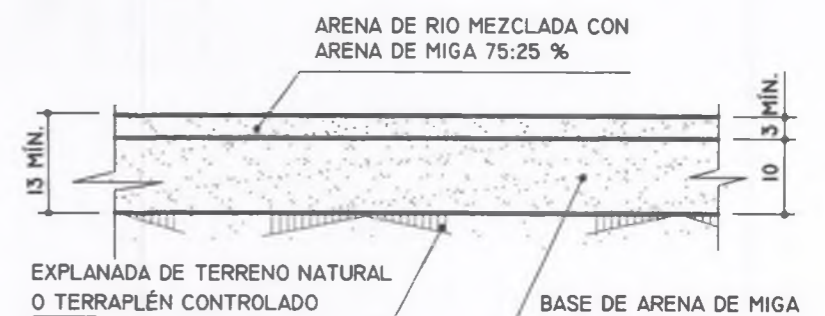 ARENA DE RIO MEZCLADA CON
ARENA DE MIGA 75:25 %
13 MÍN.
3 MÍN.
10
EXPLANADA DE TERRENO NATURAL
O TERRAPLÉN CONTROLADO
BASE DE ARENA DE MIGA